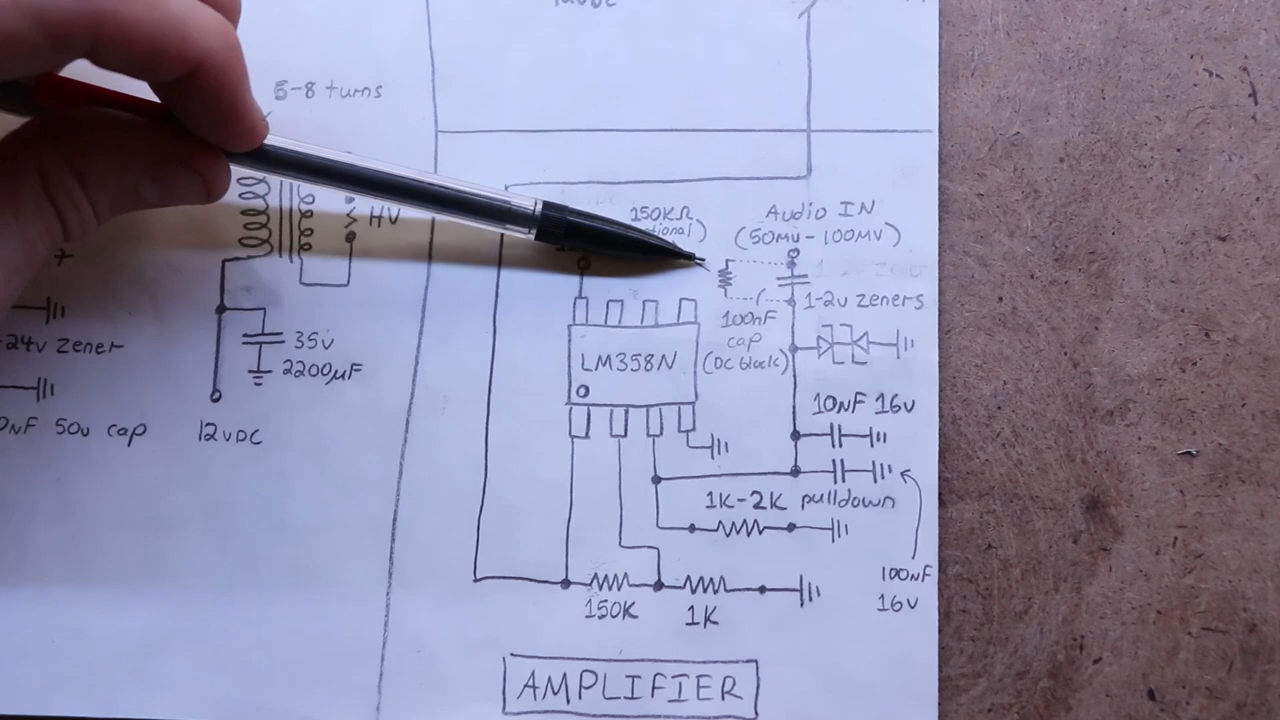 5-8 turns
HV
35v
2200µF
-24v zener
12vDC
NF 50v cap
150KΩ
Audio IN
(50MV-100MV)
1-2v zeners
100nF
cap
(DC block)
LM358N
10NF 16v
1K-2K pulldown
100NF
16V
150K
1K
AMPLIFIER